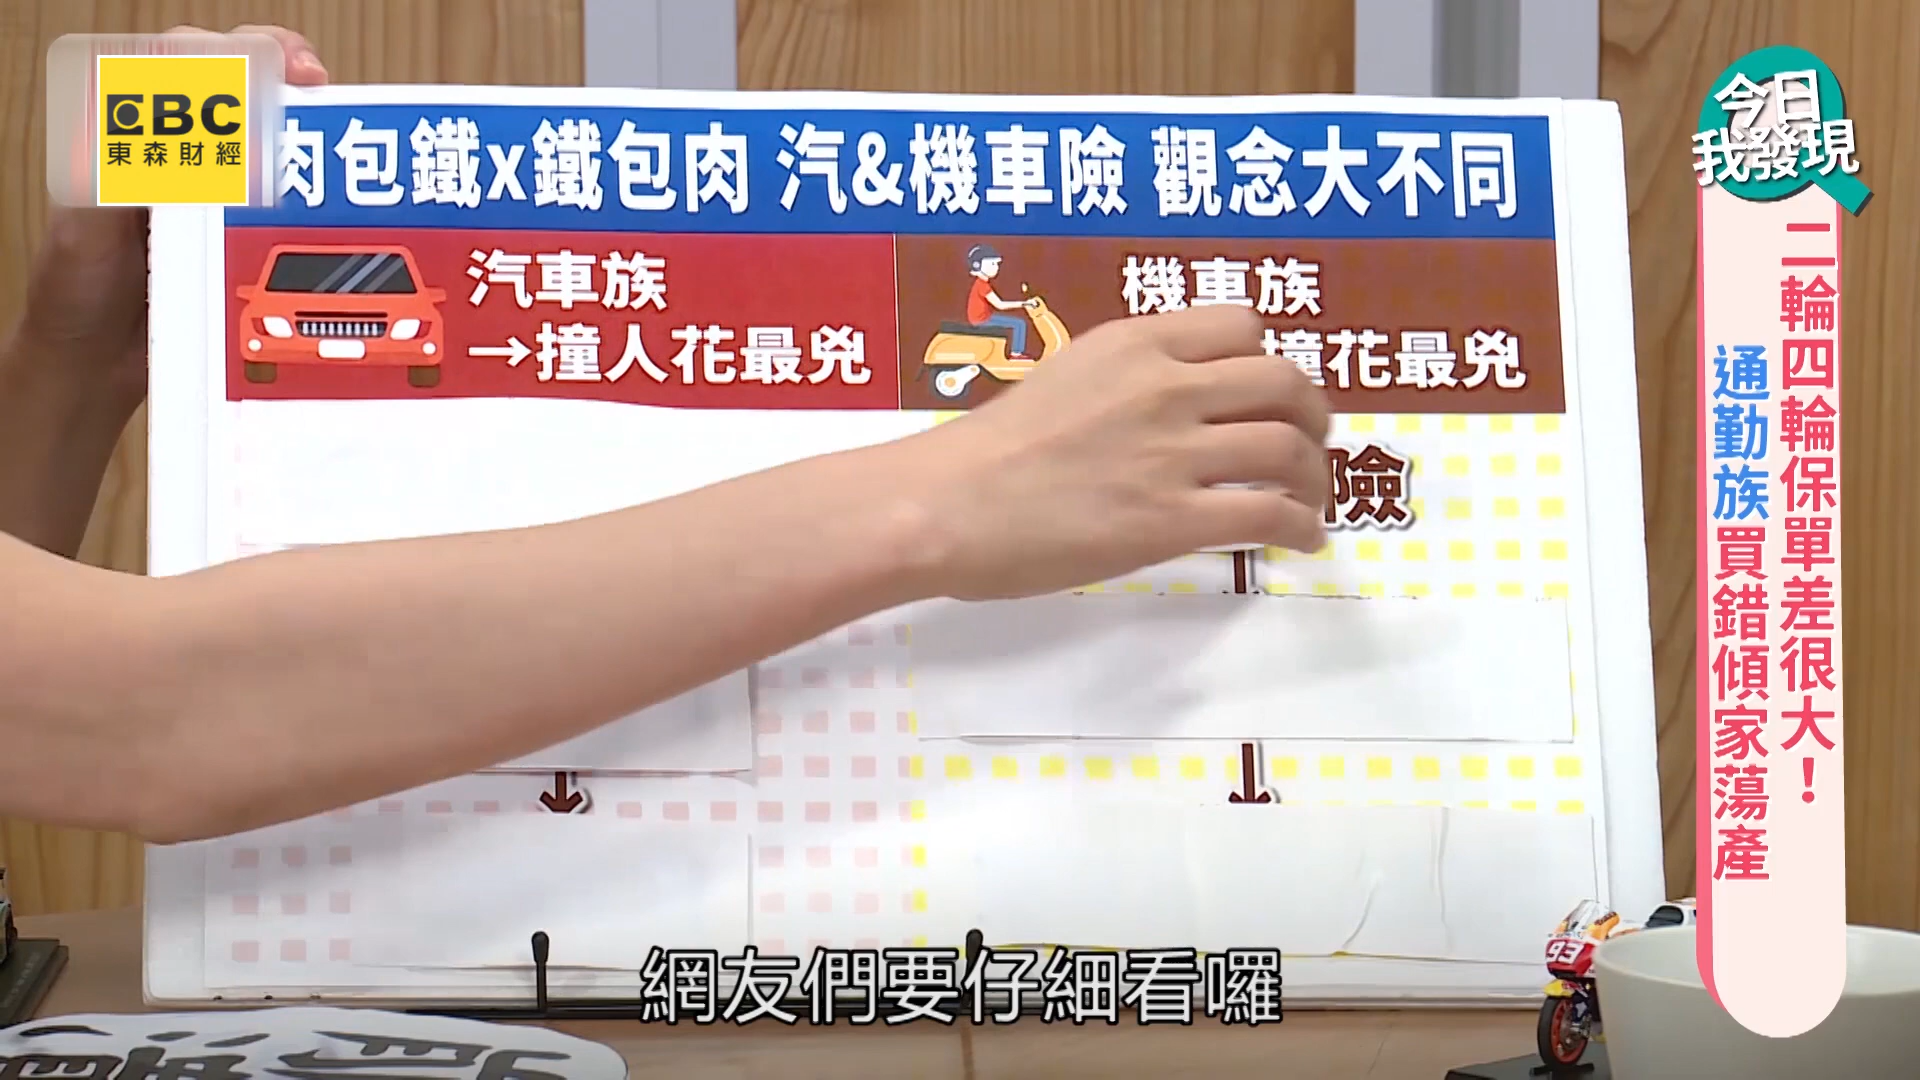 EBC
東森財經
肉包鐵x鐵包肉 汽&機車險 觀念大不同
汽車族
→撞人花最兇
機車族
撞花最兇
險
今日
我發現
二輪四輪保單差很大!
通勤族買錯傾家蕩產
93
網友們要仔細看囉